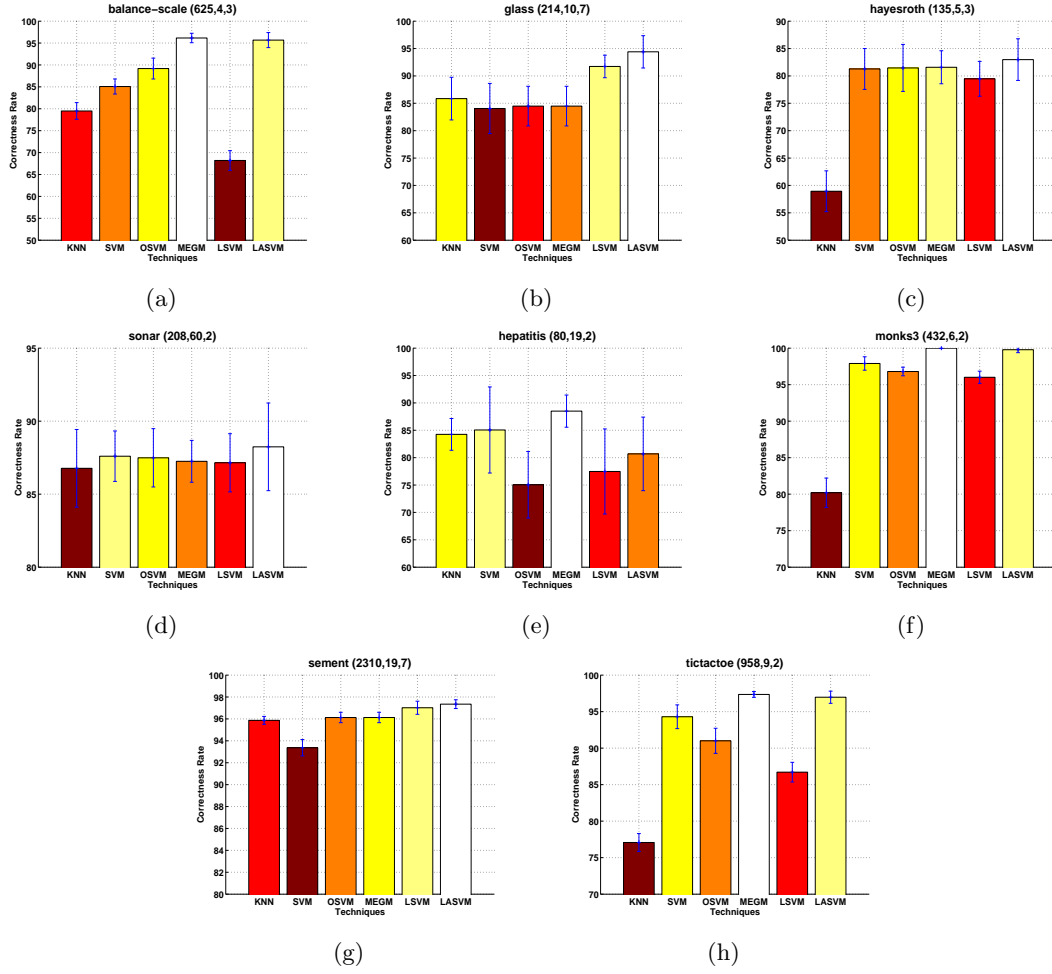 balance−scale (625,4,3)
100
95
90
85
80
75
70
65
60
55
50
Correctness Rate
KNN SVM OSVM MEGM LSVM LASVM
Techniques
(a)
glass (214,10,7)
100
95
90
85
80
75
70
65
60
Correctness Rate
KNN SVM OSVM MEGM LSVM LASVM
Techniques
(b)
hayesroth (135,5,3)
90
85
80
75
70
65
60
55
50
Correctness Rate
KNN SVM OSVM MEGM LSVM LASVM
Techniques
(c)
sonar (208,60,2)
95
90
85
80
Correctness Rate
KNN SVM OSVM MEGM LSVM LASVM
Techniques
(d)
hepatitis (80,19,2)
100
95
90
85
80
75
70
65
60
Correctness Rate
KNN SVM OSVM MEGM LSVM LASVM
Techniques
(e)
monks3 (432,6,2)
100
95
90
85
80
75
70
Correctness Rate
KNN SVM OSVM MEGM LSVM LASVM
Techniques
(f)
sement (2310,19,7)
100
98
96
94
92
90
88
86
84
82
80
Correctness Rate
KNN SVM OSVM MEGM LSVM LASVM
Techniques
(g)
tictactoe (958,9,2)
100
95
90
85
80
75
70
Correctness Rate
KNN SVM OSVM MEGM LSVM LASVM
Techniques
(h)